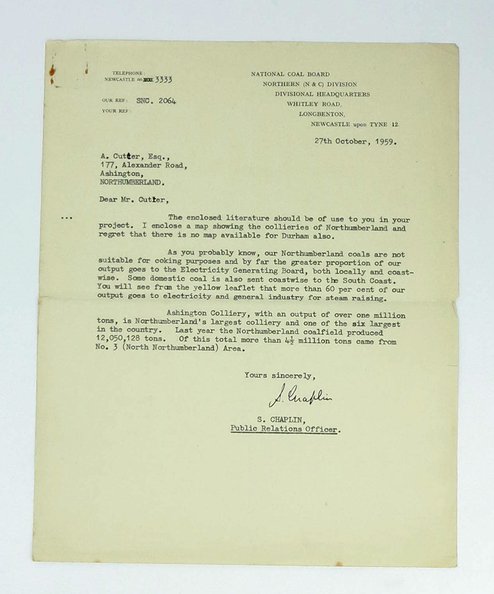 TELEPHONE:
NEWCASTLE 3333
NATIONAL COAL BOARD
NORTHERN (N & C) DIVISION
DIVISIONAL HEADQUARTERS
WHITLEY ROAD,
LONGBENTON,
NEWCASTLE upon TYNE 12
OUR REF: SNC. 2064
YOUR REF:
27th October, 1959.
A. Cutter, Esq.,
177, Alexander Road,
Ashington,
NORTHUMBERLAND.
Dear Mr. Cutter,
...
The enclosed literature should be of use to you in your
project. I enclose a map showing the collieries of Northumberland and
regret that there is no map available for Durham also.
As you probably know, our Northumberland coals are not
suitable for coking purposes and by far the greater proportion of our
output goes to the Electricity Generating Board, both locally and coast-
wise. Some domestic coal is also sent coastwise to the South Coast.
You will see from the yellow leaflet that more than 60 per cent of our
output goes to electricity and general industry for steam raising.
Ashington Colliery, with an output of over one million
tons, is Northumberland's largest colliery and one of the six largest
in the country. Last year the Northumberland coalfield produced
12,050,128 tons. Of this total more than 4½ million tons came from
No. 3 (North Northumberland) Area.
Yours sincerely,
S. Chaplin
S. CHAPLIN,
Public Relations Officer.